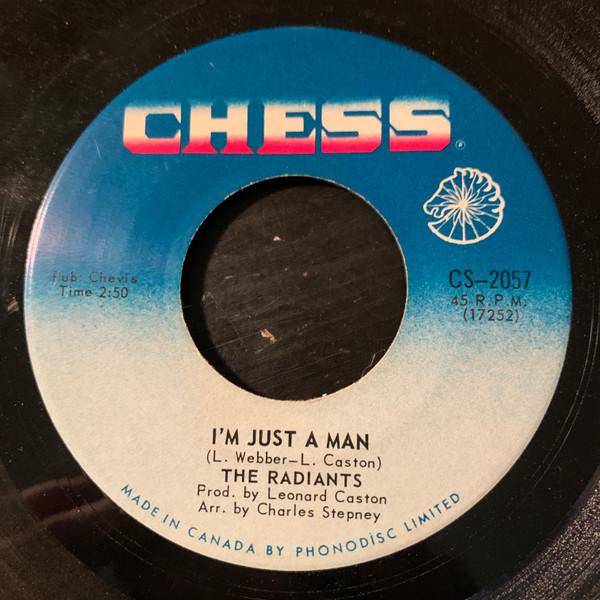 CHESS®
Pub: Chevis
Time 2:50
CS-2057
45 R.P.M.
(17252)
I'M JUST A MAN
(L. Webber-L. Caston)
THE RADIANTS
Prod. by Leonard Caston
Arr. by Charles Stepney
MADE IN CANADA BY PHONODISC LIMITED